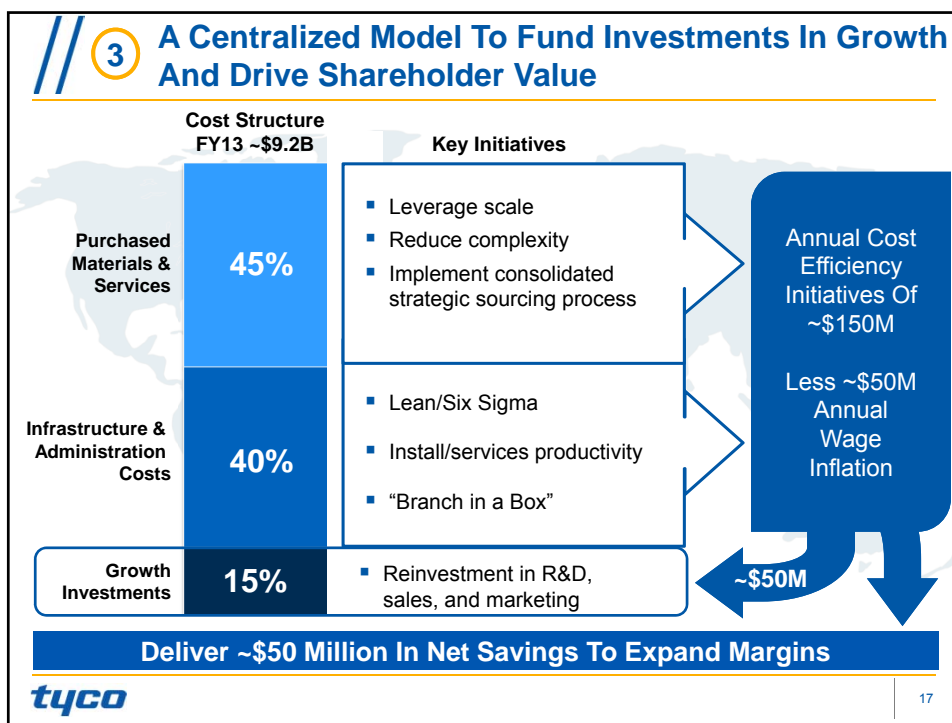 3
A Centralized Model To Fund Investments In Growth
And Drive Shareholder Value
Cost Structure
FY13 ~$9.2B
Key Initiatives
Purchased
Materials &
Services
45%
▪ Leverage scale
▪ Reduce complexity
▪ Implement consolidated
strategic sourcing process
Infrastructure &
Administration
Costs
40%
▪ Lean/Six Sigma
▪ Install/services productivity
▪ “Branch in a Box”
Growth
Investments
15%
▪ Reinvestment in R&D,
sales, and marketing
Annual Cost
Efficiency
Initiatives Of
~$150M
Less ~$50M
Annual
Wage
Inflation
~$50M
Deliver ~$50 Million In Net Savings To Expand Margins
tyco
17